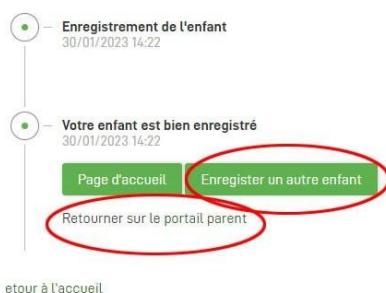 Enregistrement de l'enfant
30/01/2023 14:22
Votre enfant est bien enregistré
30/01/2023 14:22
Page d'accueil
Enregister un autre enfant
Retourner sur le portail parent
etour à l'accueil